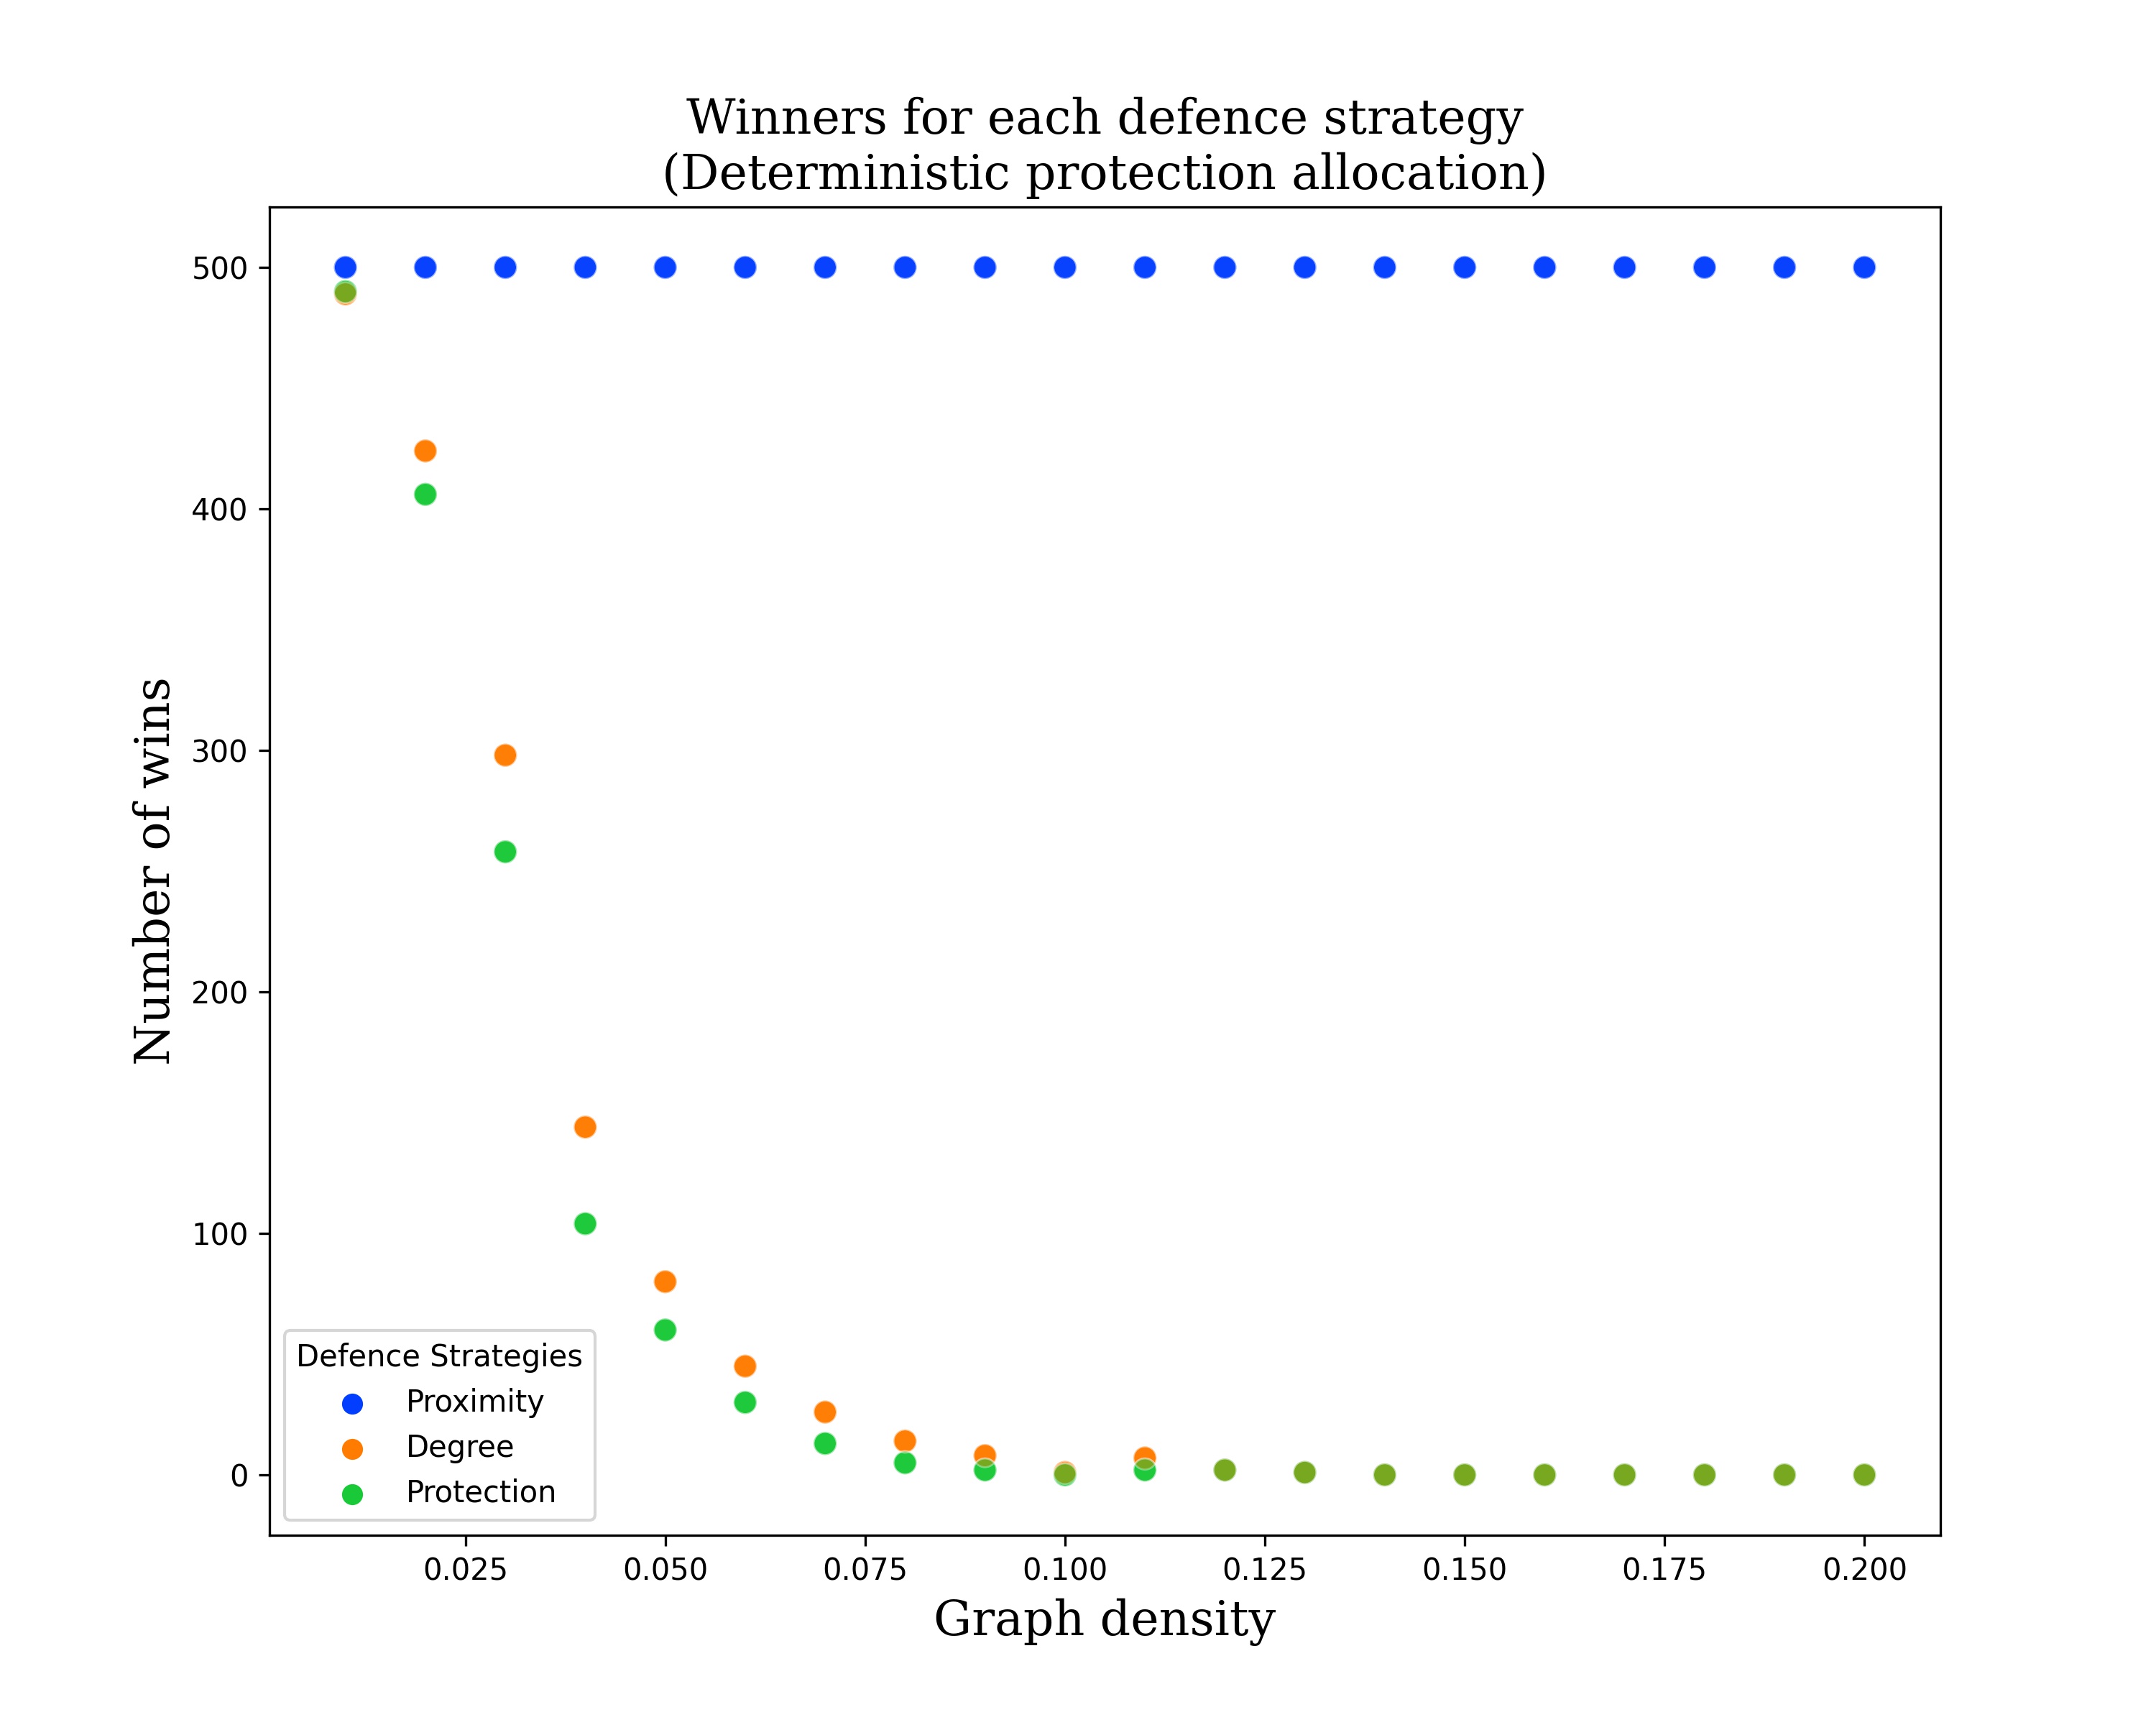 Winners for each defence strategy
(Deterministic protection allocation)
500
400
300
200
100
0
Number of wins
Defence Strategies
Proximity
Degree
Protection
0.025 0.050 0.075 0.100 0.125 0.150 0.175 0.200
Graph density